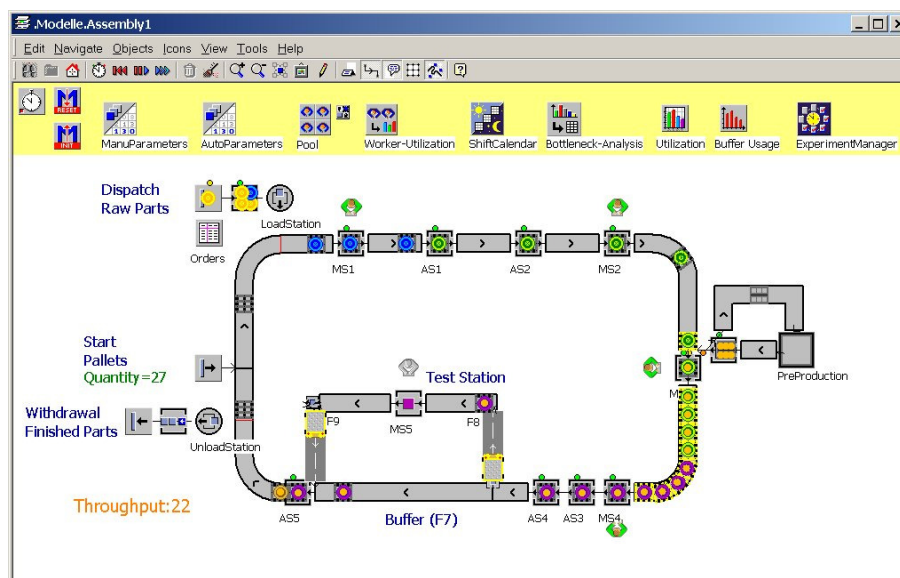 .Modelle.Assembly1
Edit Navigate Objects Icons View Tools Help
RESET
INIT
ManuParameters
AutoParameters
Pool
Worker-Utilization
ShiftCalendar
Bottleneck-Analysis
Utilization
Buffer Usage
ExperimentManager
Dispatch
Raw Parts
LoadStation
Orders
MS1
AS1
AS2
MS2
Start
Pallets
Quantity=27
PreProduction
Test Station
F9
MS5
F8
Withdrawal
Finished Parts
UnloadStation
Throughput:22
AS5
Buffer (F7)
AS4
AS3
MS4